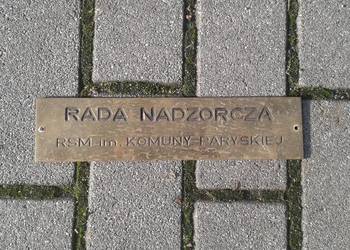 RADA NADZORCZA
RSM im. KOMUNY PARYSKIEJ